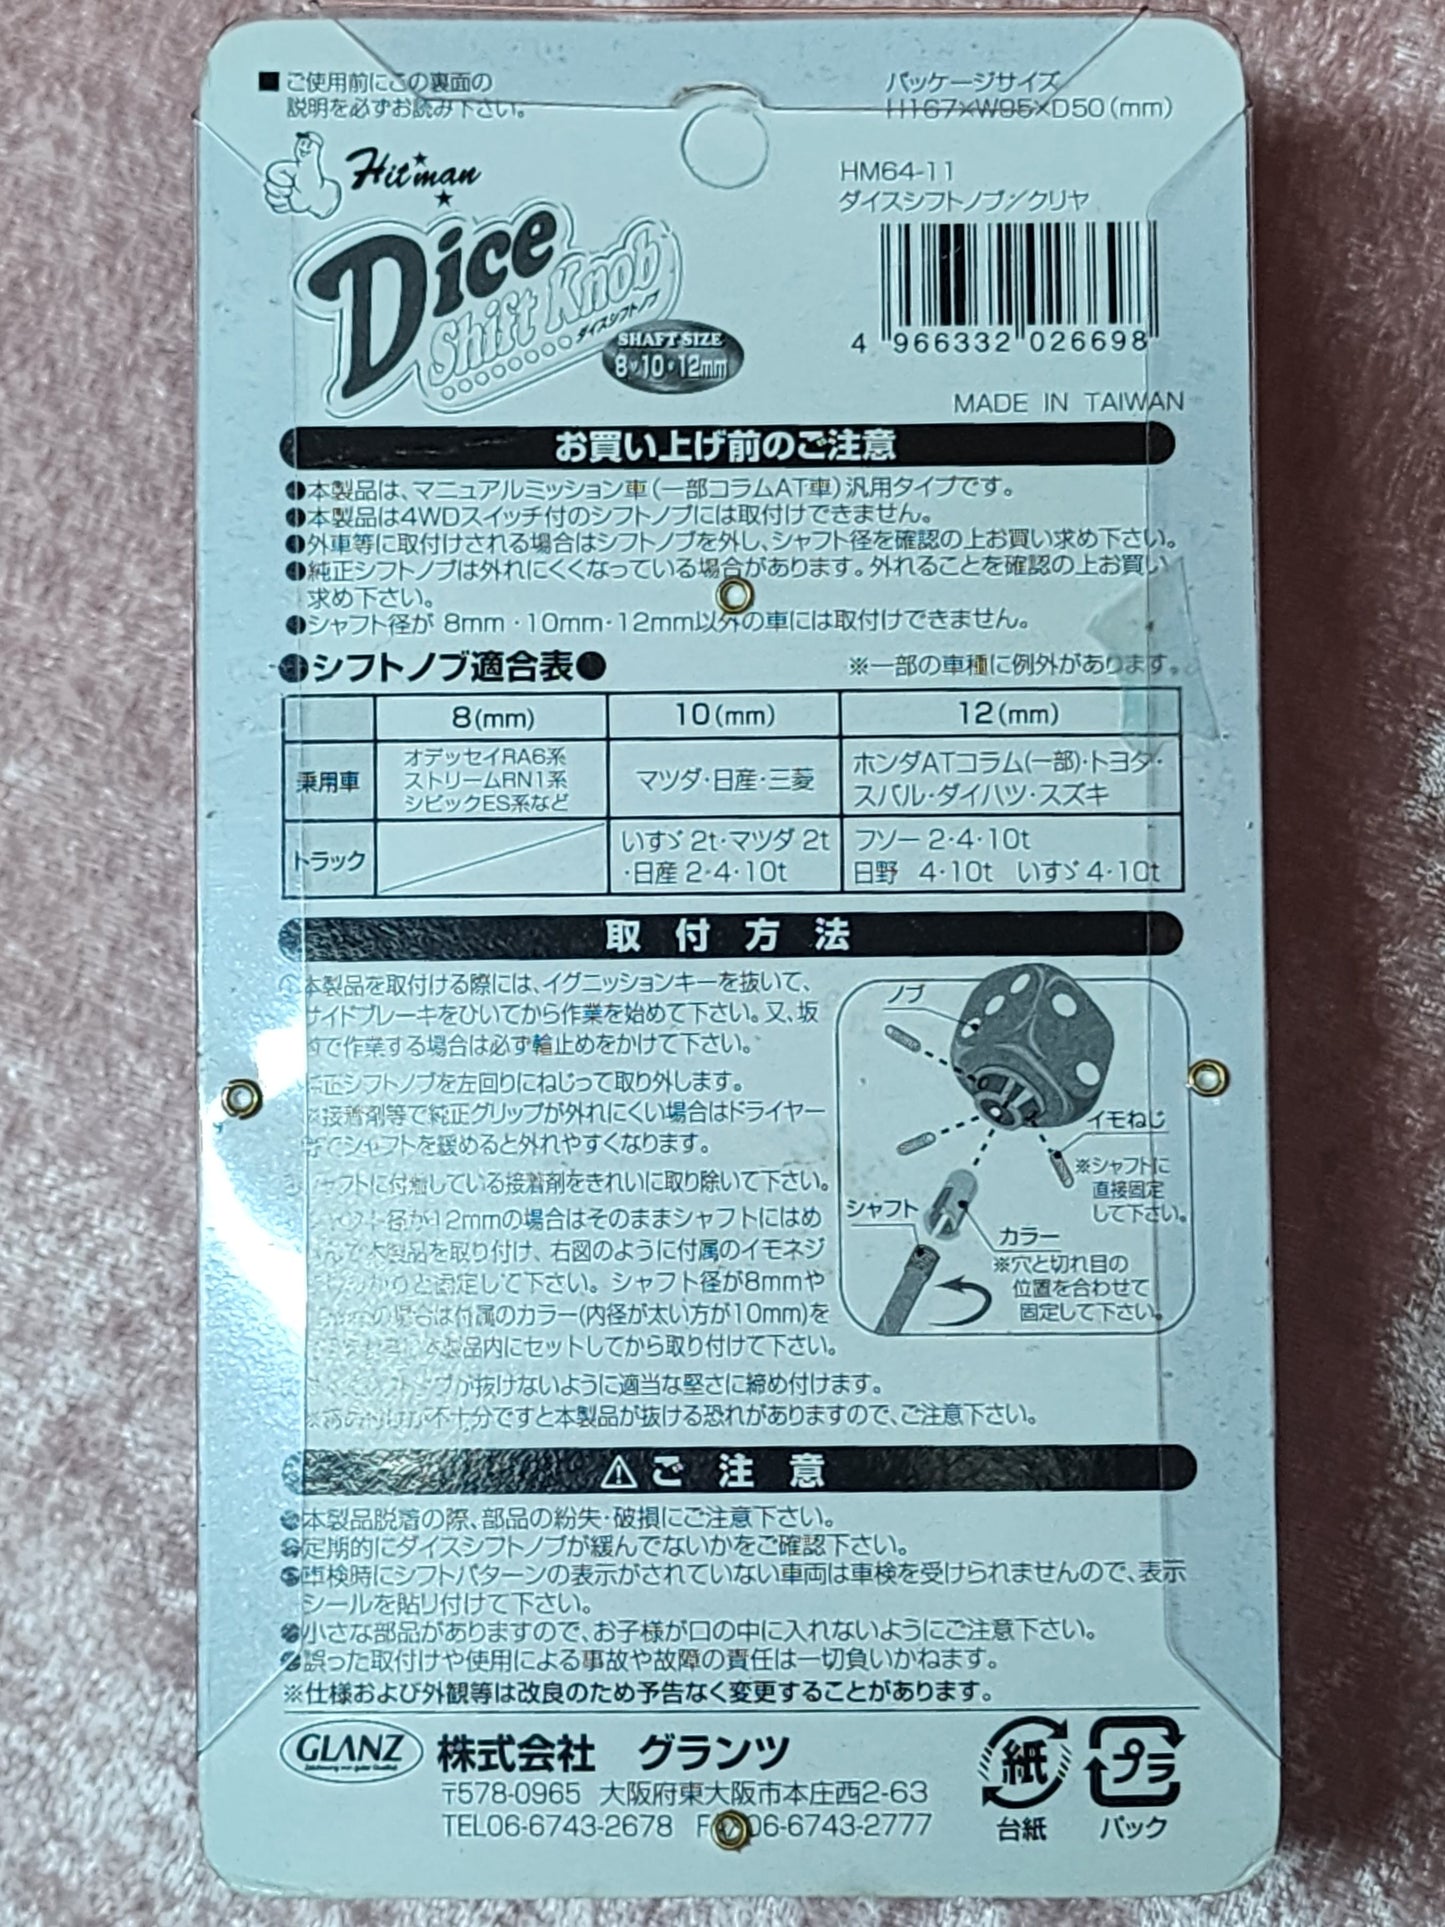 ■ご使用前にこの裏面の
説明を必ずお読み下さい。
パッケージサイズ
H167×W95×D50(mm)
Hit man
Dice
Shift Knob
ダイスシフトノブ
SHAFT SIZE
8・10・12mm
HM64-11
ダイスシフトノブ/クリヤ
4 966332 026698
MADE IN TAIWAN
お買い上げ前のご注意
●本製品は、マニュアルミッション車(一部コラムAT車)汎用タイプです。
●本製品は4WDスイッチ付のシフトノブには取付けできません。
●外車等に取付けされる場合はシフトノブを外し、シャフト径を確認の上お買い求め下さい。
●純正シフトノブは外れにくくなっている場合があります。外れることを確認の上お買い
求め下さい。
●シャフト径が 8mm・10mm・12mm以外の車には取付けできません。
●シフトノブ適合表●
※一部の車種に例外があります。
8(mm) 10(mm) 12(mm)
乗用車
オデッセイRA6系
ストリームRN1系
シビックES系など
マツダ・日産・三菱
ホンダATコラム(一部)・トヨタ・
スバル・ダイハツ・スズキ
トラック
いすゞ 2t・マツダ 2t
・日産 2・4・10t
フソー 2・4・10t
日野 4・10t いすゞ 4・10t
取付方法
本製品を取付ける際には、イグニッションキーを抜いて、
サイドブレーキをひいてから作業を始めて下さい。又、坂
で作業する場合は必ず輪止めをかけて下さい。
正シフトノブを左回りにねじって取り外します。
※接着剤等で純正グリップが外れにくい場合はドライヤー
等でシャフトを緩めると外れやすくなります。
シャフトに付着している接着剤をきれいに取り除いて下さい。
シャフト径が12mmの場合はそのままシャフトにはめ
本製品を取り付け、右図のように付属のイモネジ
固定して下さい。シャフト径が8mmや
の場合は付属のカラー(内径が太い方が10mm)を
本製品内にセットしてから取り付けて下さい。
が抜けないように適当な堅さに締め付けます。
が不十分ですと本製品が抜ける恐れがありますので、ご注意下さい。
ノブ
イモねじ
※シャフトに
直接固定
して下さい。
シャフト
カラー
※穴と切れ目の
位置を合わせて
固定して下さい。
⚠ご注意
●本製品脱着の際、部品の紛失・破損にご注意下さい。
●定期的にダイスシフトノブが緩んでないかをご確認下さい。
●車検時にシフトパターンの表示がされていない車両は車検を受けられませんので、表示
シールを貼り付けて下さい。
●小さな部品がありますので、お子様が口の中に入れないようにご注意下さい。
●誤った取付けや使用による事故や故障の責任は一切負いかねます。
※仕様および外観等は改良のため予告なく変更することがあります。
GLANZ
株式会社 グランツ
〒578-0965 大阪府東大阪市本庄西2-63
TEL06-6743-2678 06-6743-2777
紙
台紙
プラ
パック